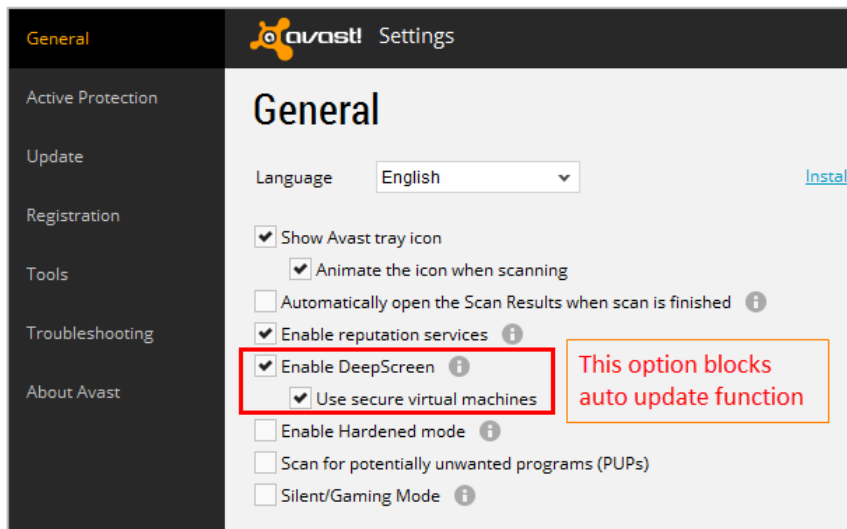 General
avast! Settings
Active Protection
Update
Registration
Tools
Troubleshooting
About Avast
General
Language English Instal
Show Avast tray icon
Animate the icon when scanning
Automatically open the Scan Results when scan is finished
Enable reputation services
Enable DeepScreen
Use secure virtual machines
This option blocks
auto update function
Enable Hardened mode
Scan for potentially unwanted programs (PUPs)
Silent/Gaming Mode